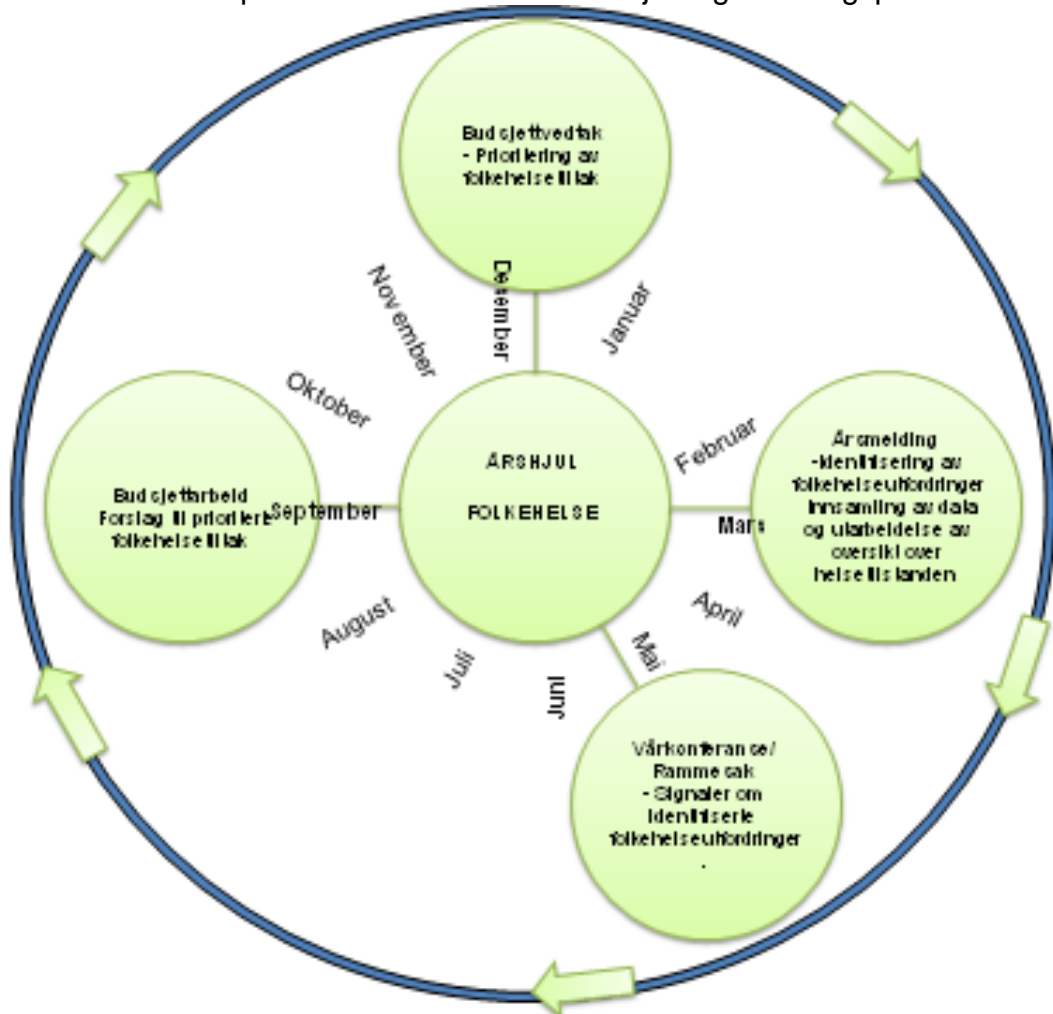 Budsjettvedtak
- Prioritering av
folkehelsetiltak
Desember
Januar
November
Oktober
Februar
ÅRSHJUL
FOLKEHELSE
Årsmelding
-Identifisering av
folkehelseutfordringer
Innsamling av data
og utarbeidelse av
oversikt over
helsetilstanden
Mars
Budsjettarbeid
Forslag til prioriterte
folkehelsetiltak
September
August
April
Juli
Juni
Mai
Vårkonferanse/
Rammesak
- Signaler om
identifiserte
folkehelseutfordringer
.